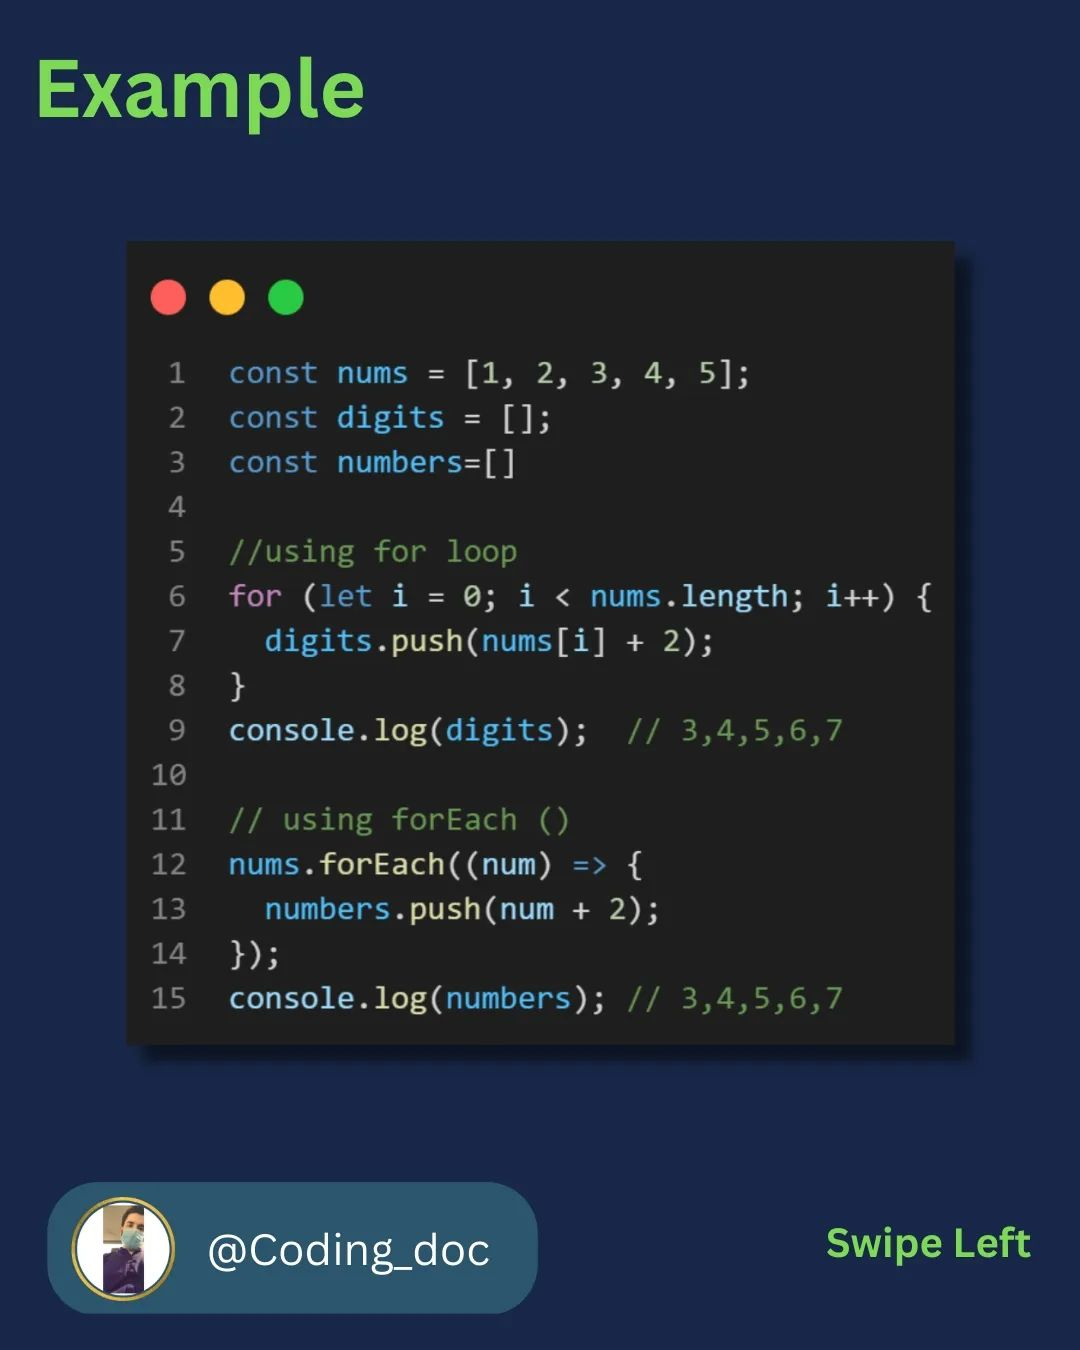 Example
1 const nums = [1, 2, 3, 4, 5];
2 const digits = [];
3 const numbers=[]
4
5 //using for loop
6 for (let i = 0; i < nums.length; i++) {
7   digits.push(nums[i] + 2);
8 }
9 console.log(digits);  // 3,4,5,6,7
10
11 // using forEach ()
12 nums.forEach((num) => {
13   numbers.push(num + 2);
14 });
15 console.log(numbers); // 3,4,5,6,7
@Coding_doc
Swipe Left